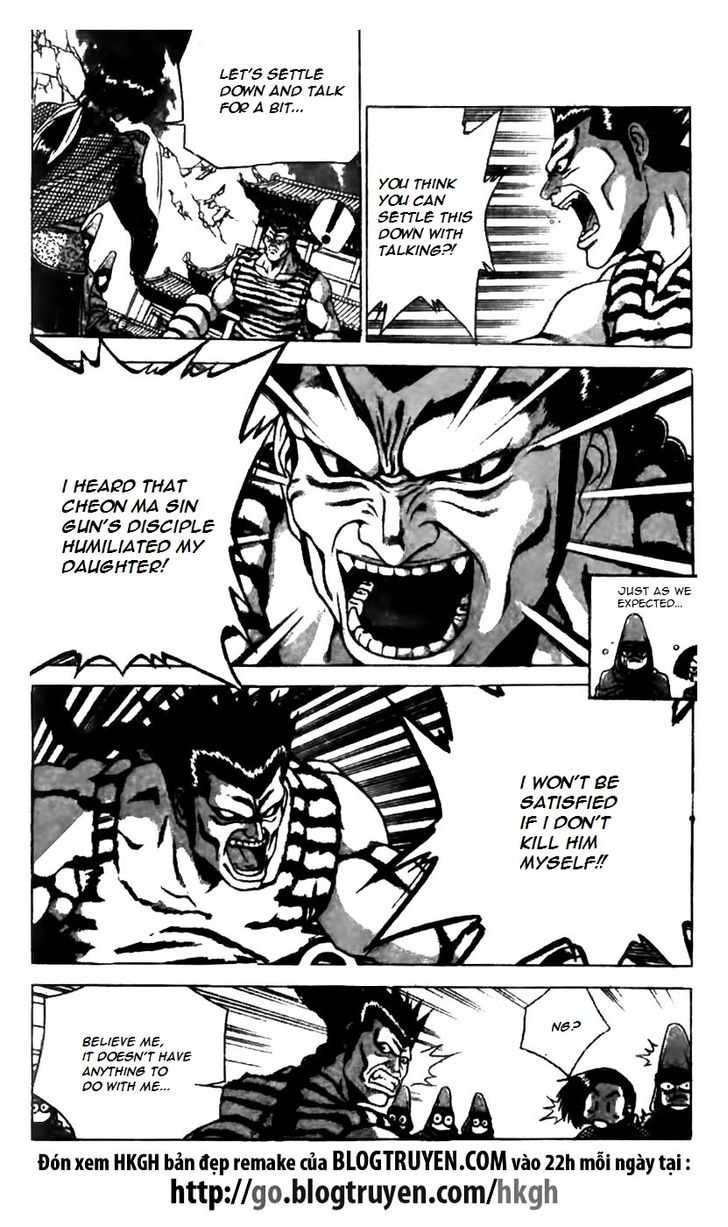 LET'S SETTLE
DOWN AND TALK
FOR A BIT...
!
YOU THINK
YOU CAN
SETTLE THIS
DOWN WITH
TALKING?!
I HEARD THAT
CHEON MA SIN
GUN'S DISCIPLE
HUMILIATED MY
DAUGHTER!
JUST AS WE
EXPECTED...
I WON'T BE
SATISFIED
IF I DON'T
KILL HIM
MYSELF!!
BELIEVE ME,
IT DOESN'T HAVE
ANYTHING TO
DO WITH ME...
NG?
Đón xem HKGH bản đẹp remake của BLOGTRUYEN.COM vào 22h mỗi ngày tại :
http://go.blogtruyen.com/hkgh